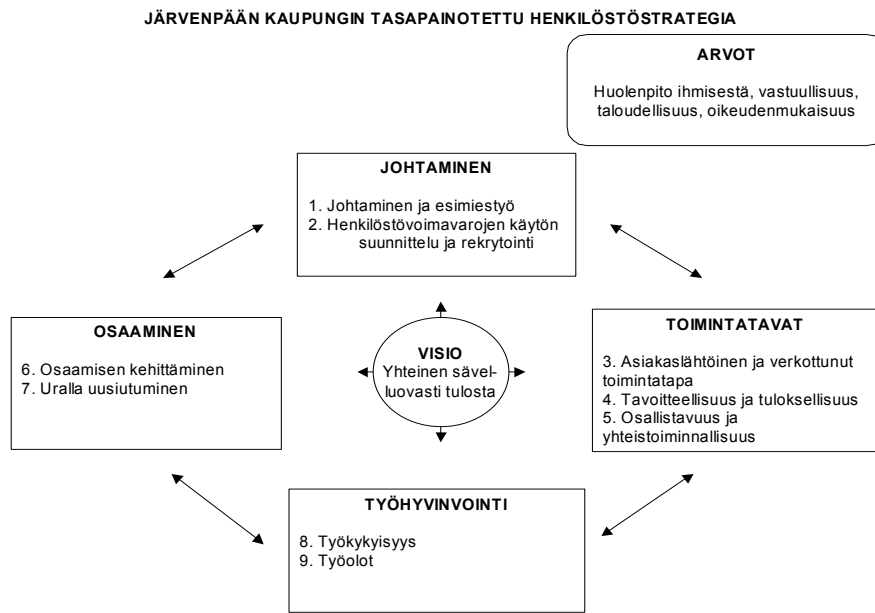 JÄRVENPÄÄN KAUPUNGIN TASAPAINOTETTU HENKILÖSTÖSTRATEGIA
ARVOT
Huolenpito ihmisestä, vastuullisuus,
taloudellisuus, oikeudenmukaisuus
JOHTAMINEN
1. Johtaminen ja esimiestyö
2. Henkilöstövoimavarojen käytön
suunnittelu ja rekrytointi
OSAAMINEN
6. Osaamisen kehittäminen
7. Uralla uusiutuminen
VISIO
Yhteinen sävel-
luovasti tulosta
TOIMINTATAVAT
3. Asiakaslähtöinen ja verkottunut
toimintatapa
4. Tavoitteellisuus ja tuloksellisuus
5. Osallistavuus ja
yhteistoiminnallisuus
TYÖHYVINVOINTI
8. Työkykyisyys
9. Työolot